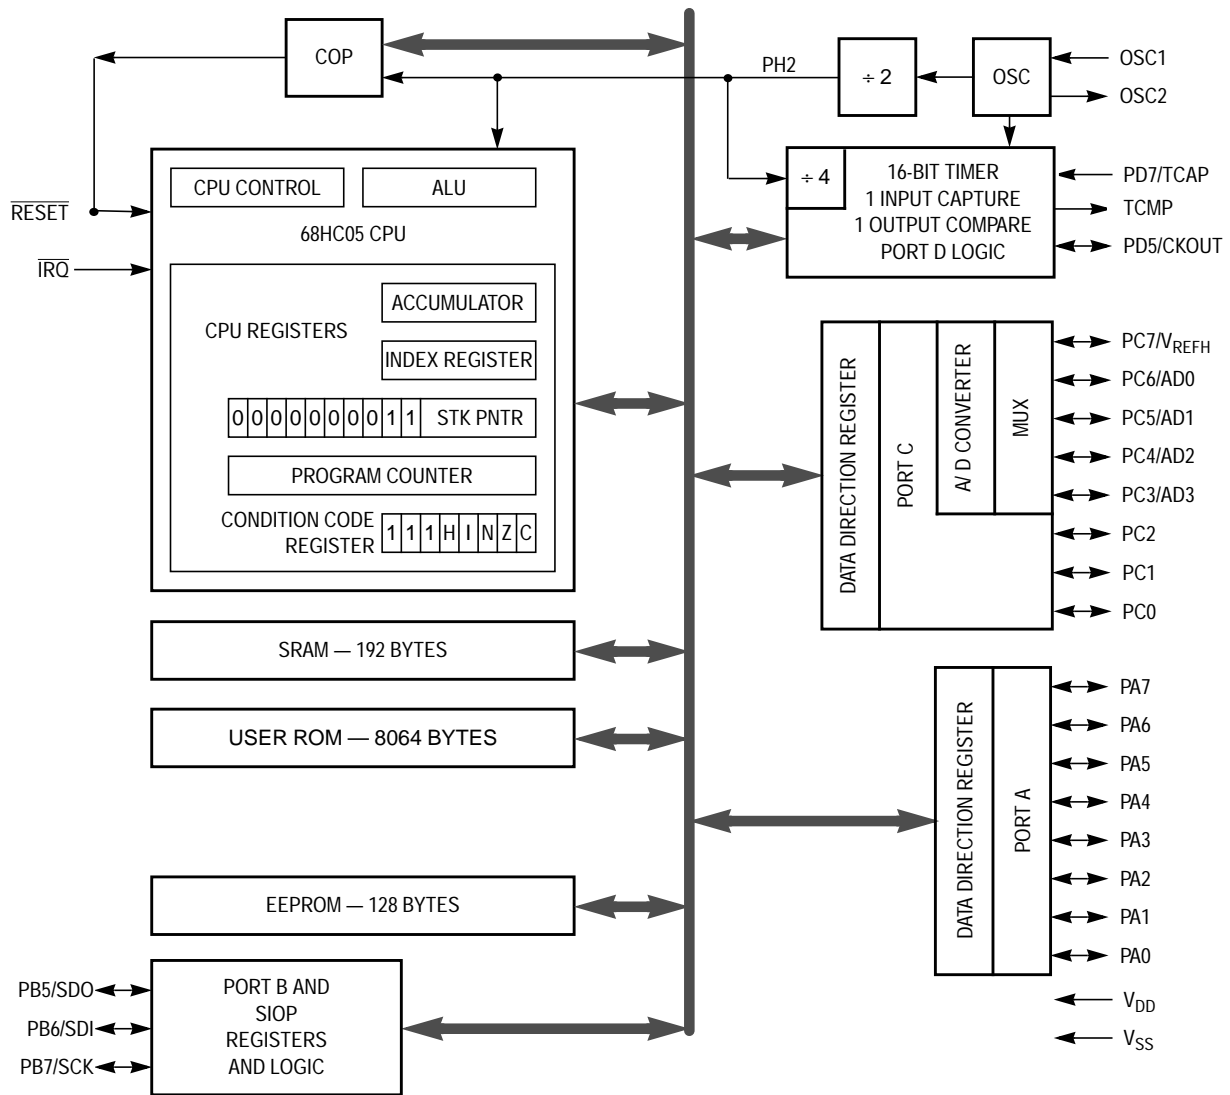 COP
PH2
÷ 2
OSC
OSC1
OSC2
CPU CONTROL
ALU
68HC05 CPU
RESET
IRQ
÷ 4
16-BIT TIMER
1 INPUT CAPTURE
1 OUTPUT COMPARE
PORT D LOGIC
PD7/TCAP
TCMP
PD5/CKOUT
CPU REGISTERS
ACCUMULATOR
INDEX REGISTER
0 0 0 0 0 0 0 0 1 1 STK PNTR
PROGRAM COUNTER
CONDITION CODE
REGISTER
1 1 1 H I N Z C
DATA DIRECTION REGISTER
PORT C
A/ D CONVERTER
MUX
PC7/VREFH
PC6/AD0
PC5/AD1
PC4/AD2
PC3/AD3
PC2
PC1
PC0
SRAM — 192 BYTES
USER ROM — 8064 BYTES
EEPROM — 128 BYTES
DATA DIRECTION REGISTER
PORT A
PA7
PA6
PA5
PA4
PA3
PA2
PA1
PA0
VDD
VSS
PB5/SDO
PB6/SDI
PB7/SCK
PORT B AND
SIOP
REGISTERS
AND LOGIC